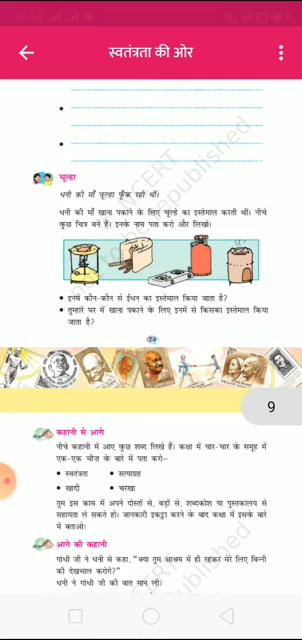 स्वतंत्रता की ओर
चूल्हा
धनी की माँ चूल्हा फूँक रही थीं।
धनी की माँ खाना पकाने के लिए चूल्हे का इस्तेमाल करती थीं। नीचे
कुछ चित्र बने हैं। इनके नाम पता करो और लिखो।
• इनमें कौन-कौन से ईंधन का इस्तेमाल किया जाता है?
• तुम्हारे घर में खाना पकाने के लिए इनमें से किसका इस्तेमाल किया
जाता है?
74
9
कहानी से आगे
नीचे कहानी में आए कुछ शब्द लिखे हैं। कक्षा में चार-चार के समूह में
एक-एक चीज़ के बारे में पता करो–
• स्वतंत्रता • सत्याग्रह
• खादी • चरखा
तुम इस काम में अपने दोस्तों से, बड़ों से, शब्दकोश या पुस्तकालय से
सहायता ले सकते हो। जानकारी इकट्ठा करने के बाद कक्षा में इसके बारे
में बताओ।
आगे की कहानी
गांधी जी ने धनी से कहा, "क्या तुम आश्रम में ही रहकर मेरे लिए बिन्नी
की देखभाल करोगे?"
धनी ने गांधी जी की बात मान ली।
NCERT
republished